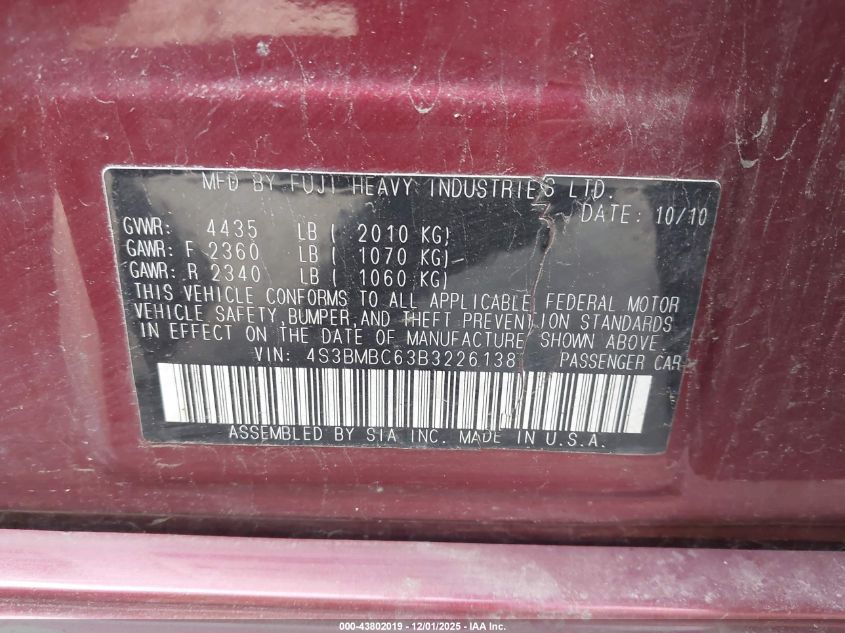 MFD BY FUJI HEAVY INDUSTRIES LTD.
DATE: 10/10
GVWR: 4435 LB ( 2010 KG)
GAWR: F 2360 LB ( 1070 KG)
GAWR: R 2340 LB ( 1060 KG)
THIS VEHICLE CONFORMS TO ALL APPLICABLE FEDERAL MOTOR
VEHICLE SAFETY, BUMPER, AND THEFT PREVENTION STANDARDS
IN EFFECT ON THE DATE OF MANUFACTURE SHOWN ABOVE.
VIN: 4S3BMBC63B3226138 PASSENGER CAR
ASSEMBLED BY SIA INC. MADE IN U.S.A.
000-43802019 - 12/01/2025 - IAA Inc.